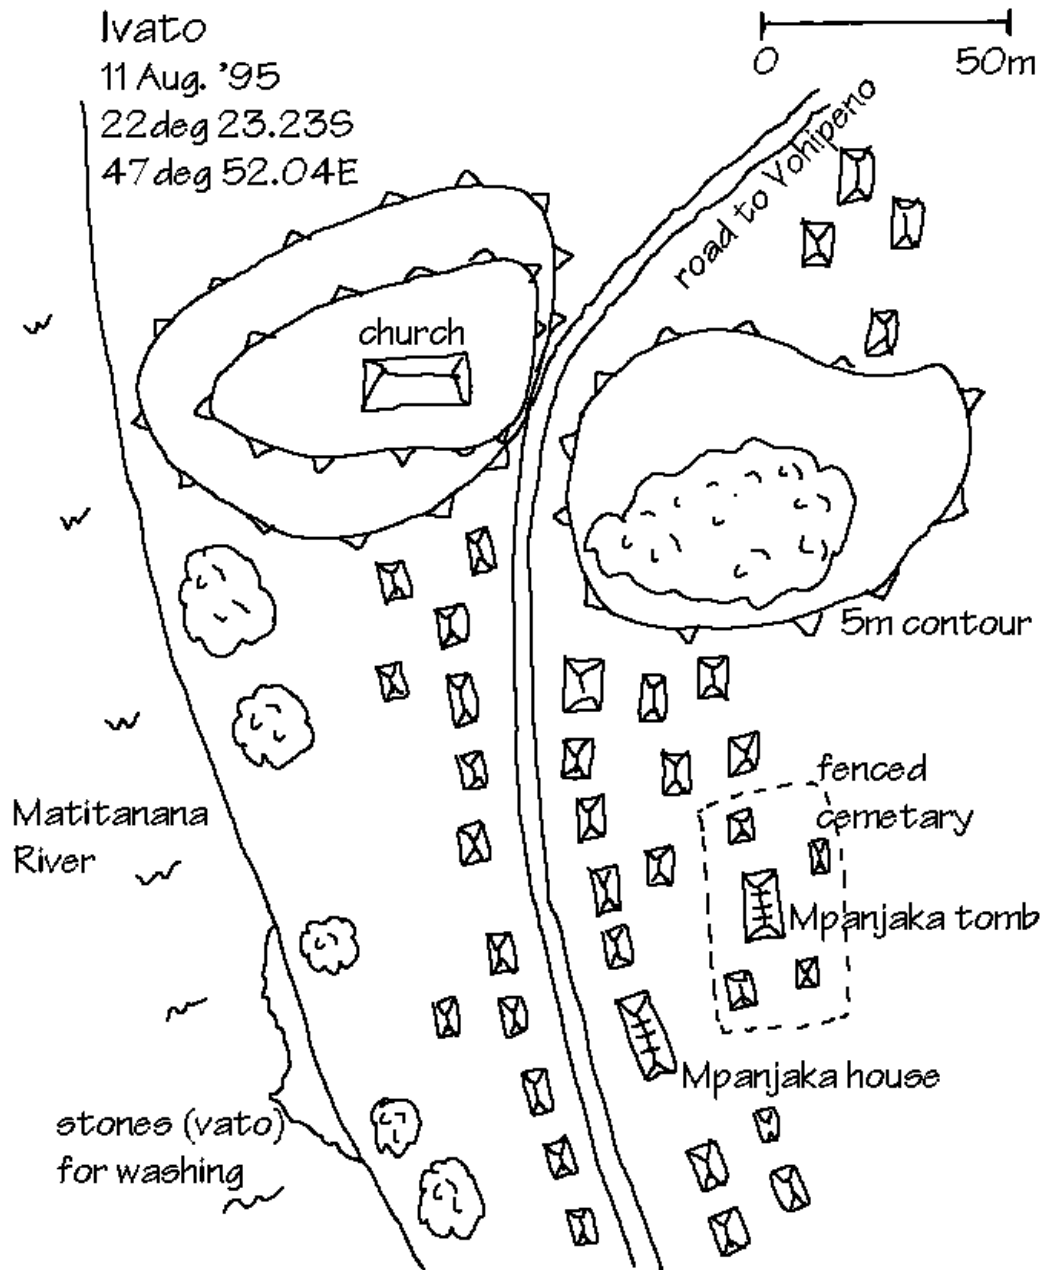 Ivato
11 Aug. '95
22deg 23.23S
47deg 52.04E
0 50m
road to Vohipeno
church
5m contour
fenced
cemetary
Matitanana
River
Mpanjaka tomb
Mpanjaka house
stones (vato)
for washing